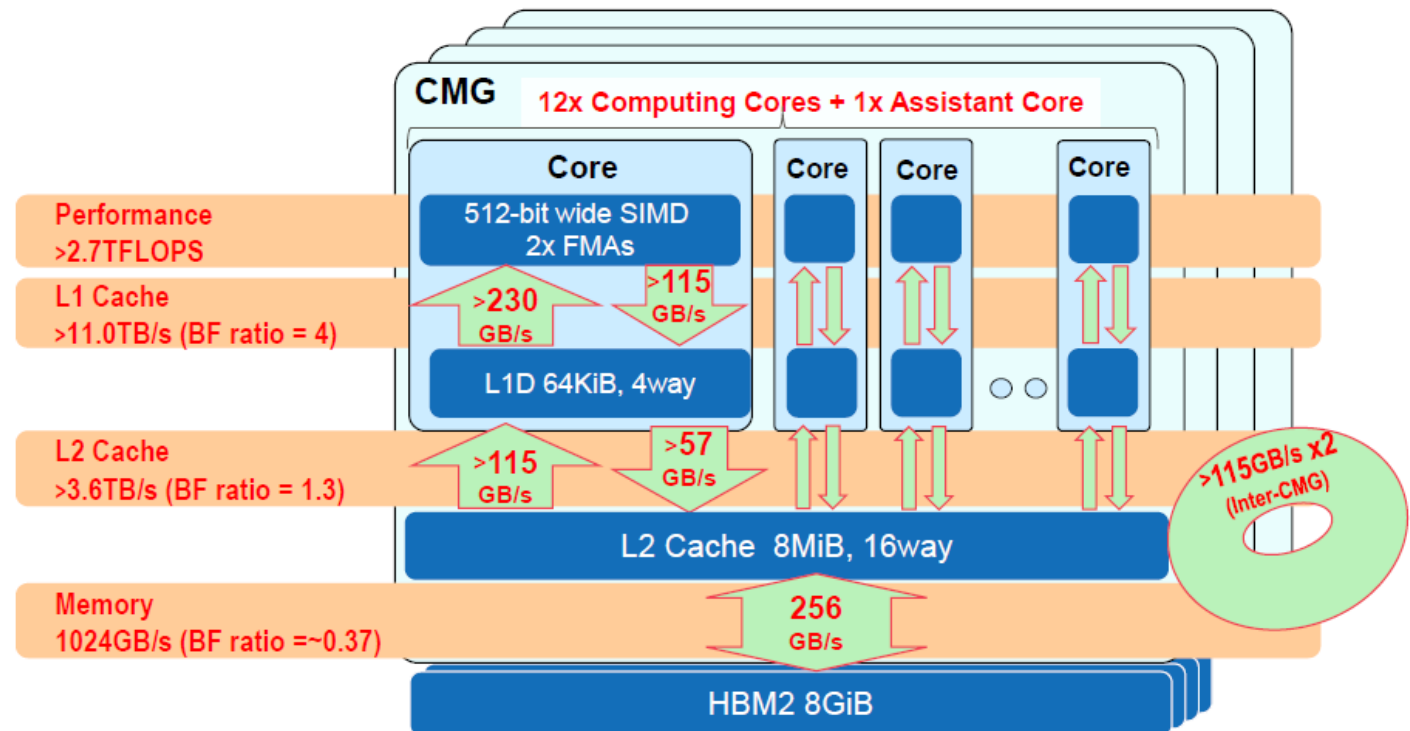 CMG
12x Computing Cores + 1x Assistant Core
Core
Core
Core
Core
Performance
>2.7TFLOPS
512-bit wide SIMD
2x FMAs
L1 Cache
>11.0TB/s (BF ratio = 4)
>230
GB/s
>115
GB/s
L1D 64KiB, 4way
L2 Cache
>3.6TB/s (BF ratio = 1.3)
>115
GB/s
>57
GB/s
>115GB/s x2
(Inter-CMG)
L2 Cache 8MiB, 16way
Memory
1024GB/s (BF ratio =~0.37)
256
GB/s
HBM2 8GiB